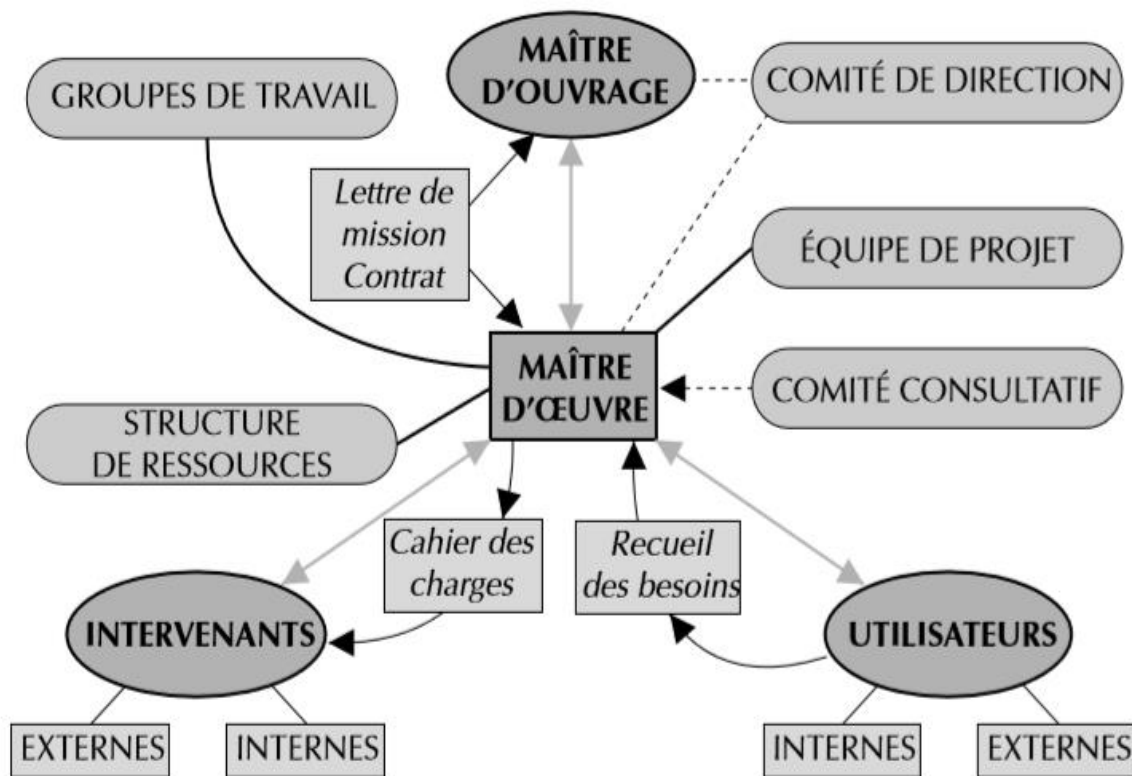 MAÎTRE
D'OUVRAGE
GROUPES DE TRAVAIL
COMITÉ DE DIRECTION
Lettre de
mission
Contrat
ÉQUIPE DE PROJET
MAÎTRE
D'ŒUVRE
COMITÉ CONSULTATIF
STRUCTURE
DE RESSOURCES
Cahier des
charges
Recueil
des besoins
INTERVENANTS
UTILISATEURS
EXTERNES
INTERNES
INTERNES
EXTERNES